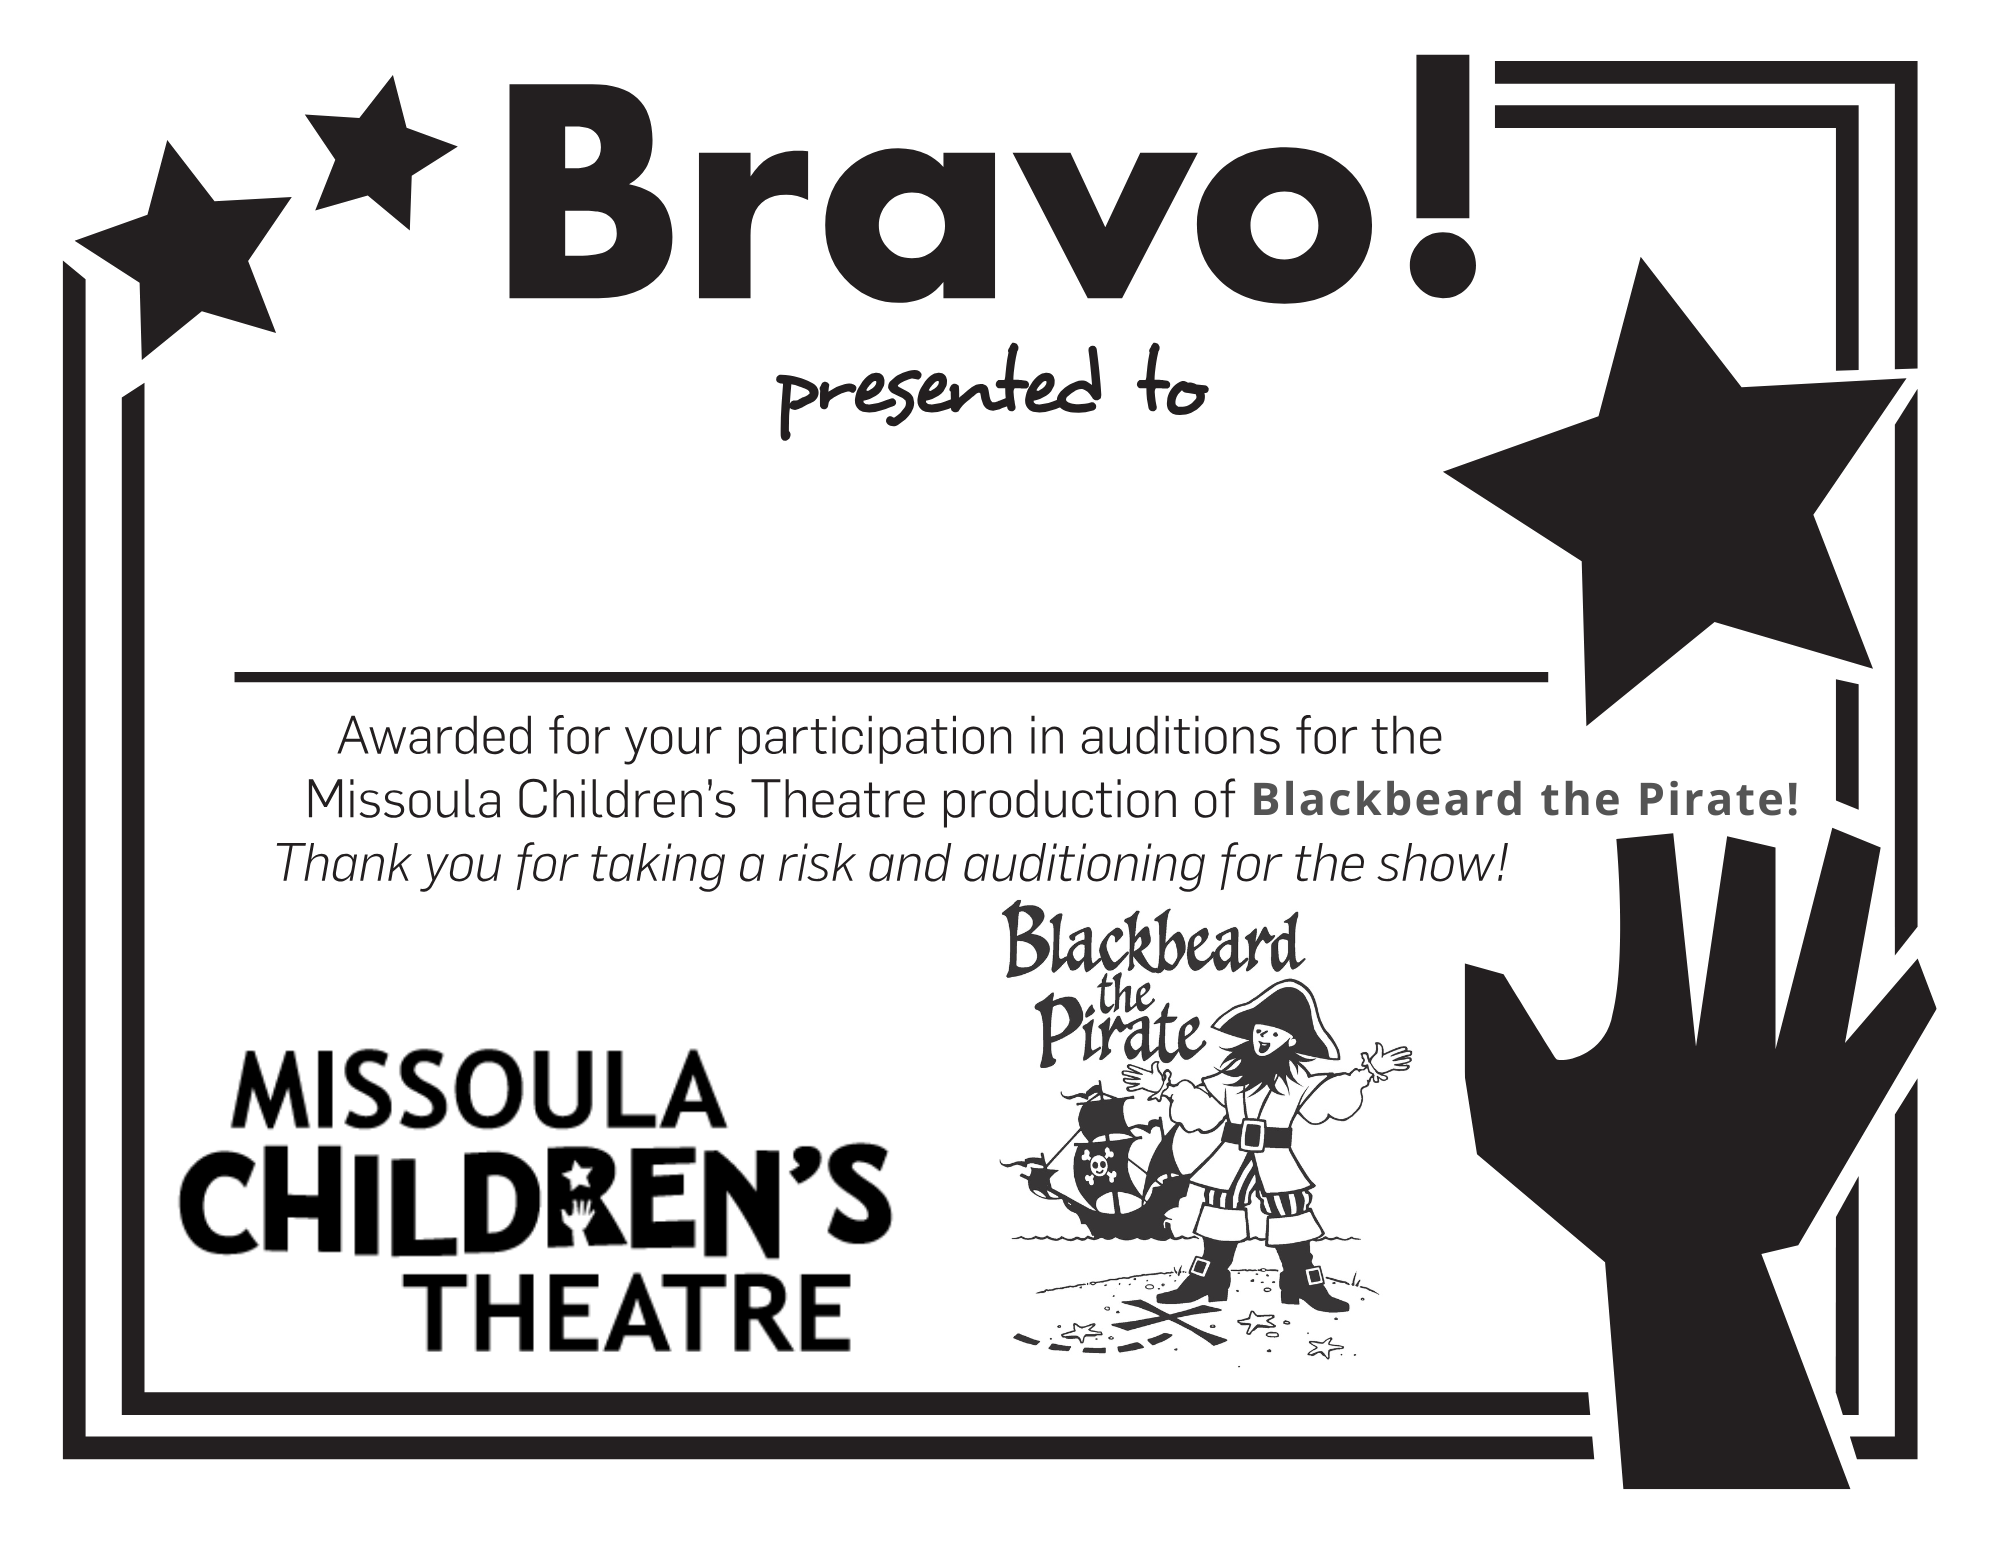 Bravo!
presented to
Awarded for your participation in auditions for the
Missoula Children’s Theatre production of Blackbeard the Pirate!
Thank you for taking a risk and auditioning for the show!
Blackbeard
the
Pirate
MISSOULA
CHILDREN’S
THEATRE